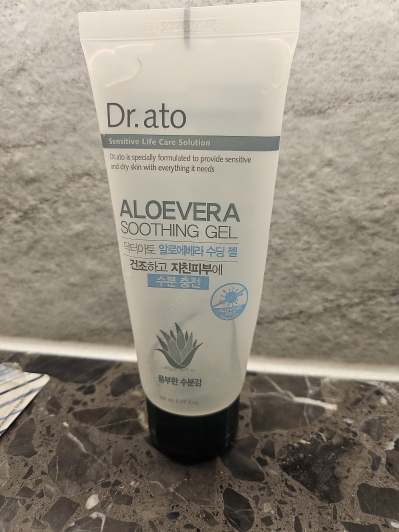 Dr.ato
Sensitive Life Care Solution
Dr.ato is specially formulated to provide sensitive
and dry skin with everything it needs
ALOEVERA
SOOTHING GEL
닥터아토 알로에베라 수딩 젤
건조하고 지친피부에
수분 충전
풍부한 수분감